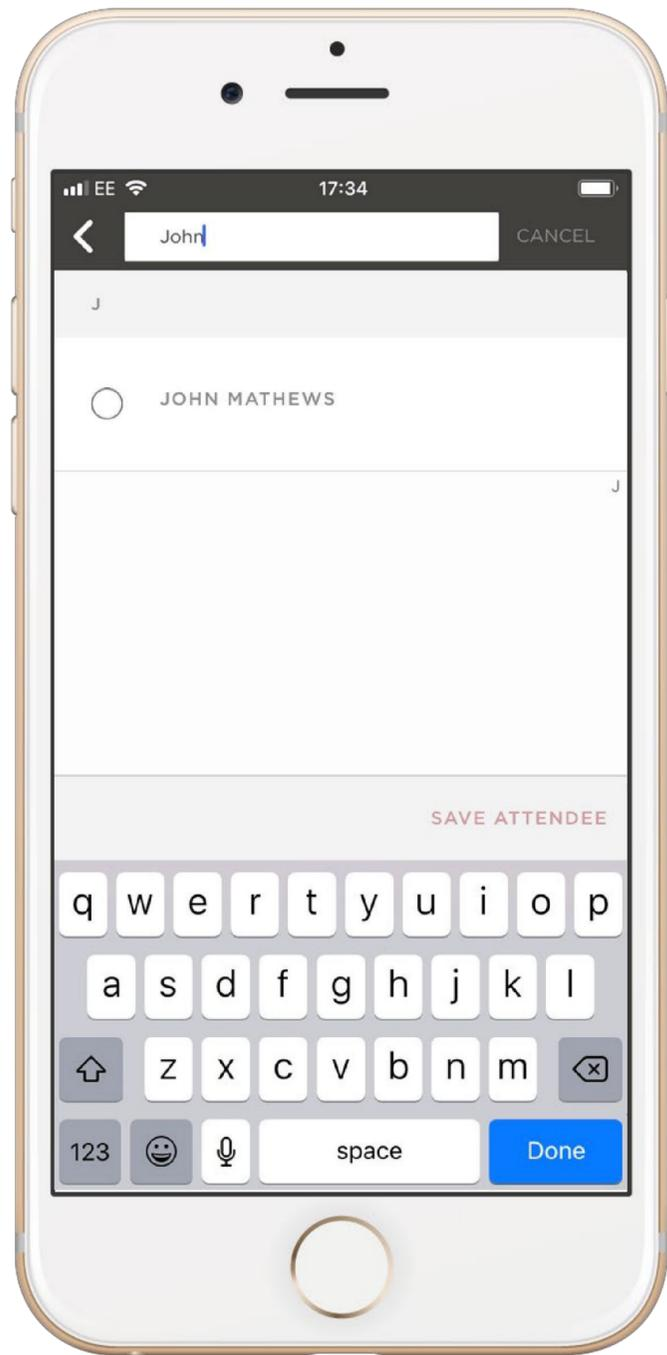 EE 17:34
John CANCEL
J
JOHN MATHEWS
J
SAVE ATTENDEE
q w e r t y u i o p
a s d f g h j k l
z x c v b n m
123 space Done